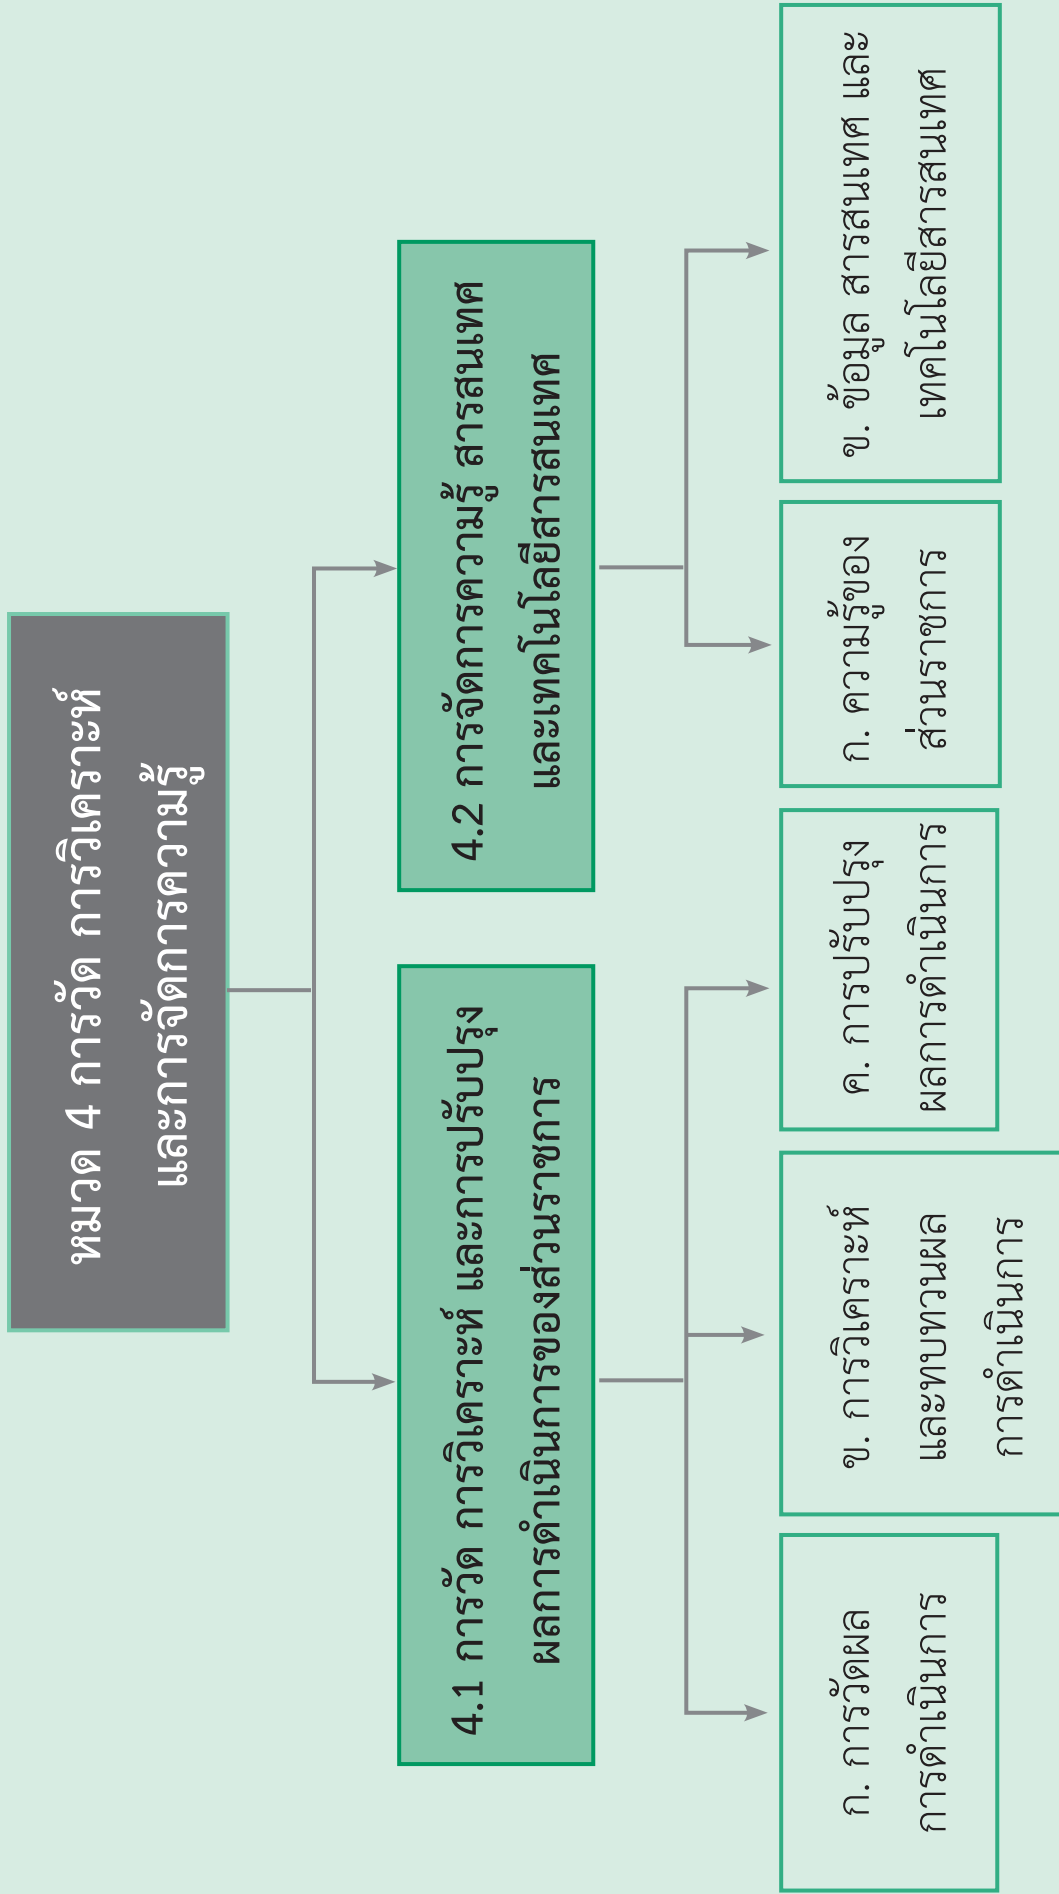 หมวด 4 การวัด การวิเคราะห์
และการจัดการความรู้
4.1 การวัด การวิเคราะห์ และการปรับปรุง
ผลการดำเนินการของส่วนราชการ
4.2 การจัดการความรู้ สารสนเทศ
และเทคโนโลยีสารสนเทศ
ก. การวัดผล
การดำเนินการ
ข. การวิเคราะห์
และทบทวนผล
การดำเนินการ
ค. การปรับปรุง
ผลการดำเนินการ
ก. ความรู้ของ
ส่วนราชการ
ข. ข้อมูล สารสนเทศ และ
เทคโนโลยีสารสนเทศ